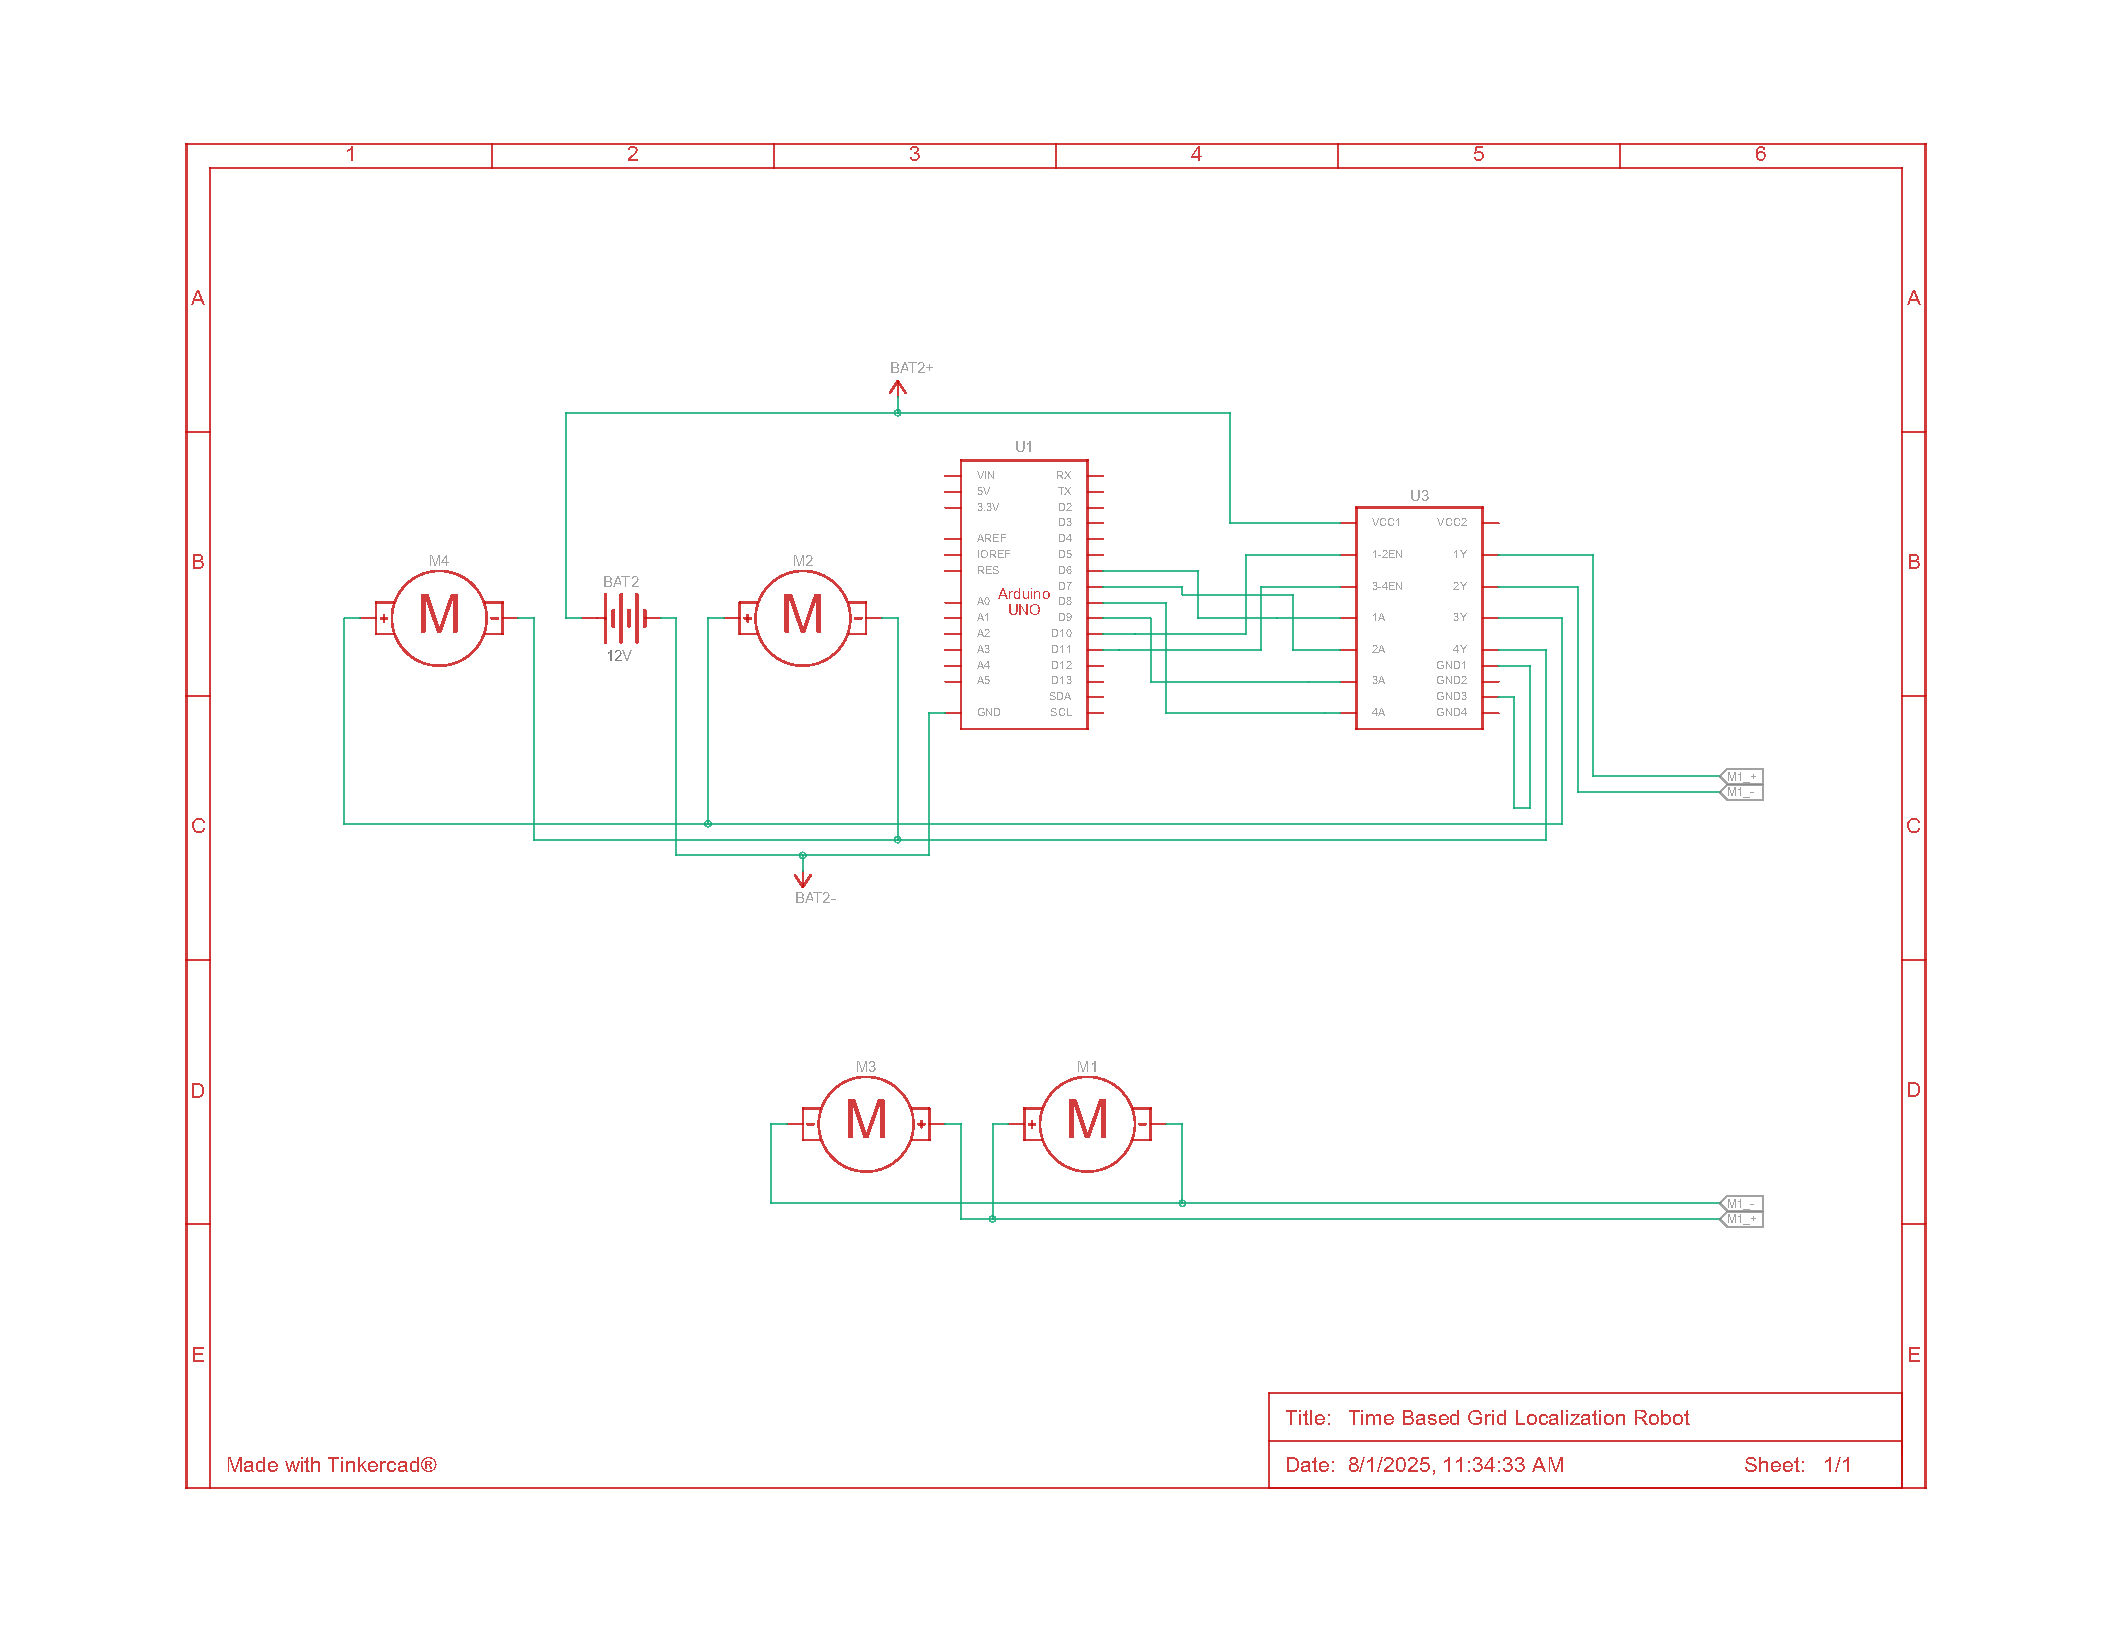 1 2 3 4 5 6
A A
BAT2+
U1
VIN RX
5V TX
3.3V D2
D3
AREF D4
IOREF D5
RES D6
D7
Arduino
UNO
A0 D8
A1 D9
A2 D10
A3 D11
A4 D12
A5 D13
SDA
GND SCL
U3
VCC1 VCC2
1-2EN 1Y
3-4EN 2Y
1A 3Y
2A 4Y
GND1
3A GND2
GND3
4A GND4
B B
M4
M
+ -
BAT2
12V
M2
M
+ -
M1_+
M1_-
C C
BAT2-
M3
M
- +
M1
M
+ -
D D
M1_-
M1_+
E E
Title: Time Based Grid Localization Robot
Made with Tinkercad®
Date: 8/1/2025, 11:34:33 AM Sheet: 1/1